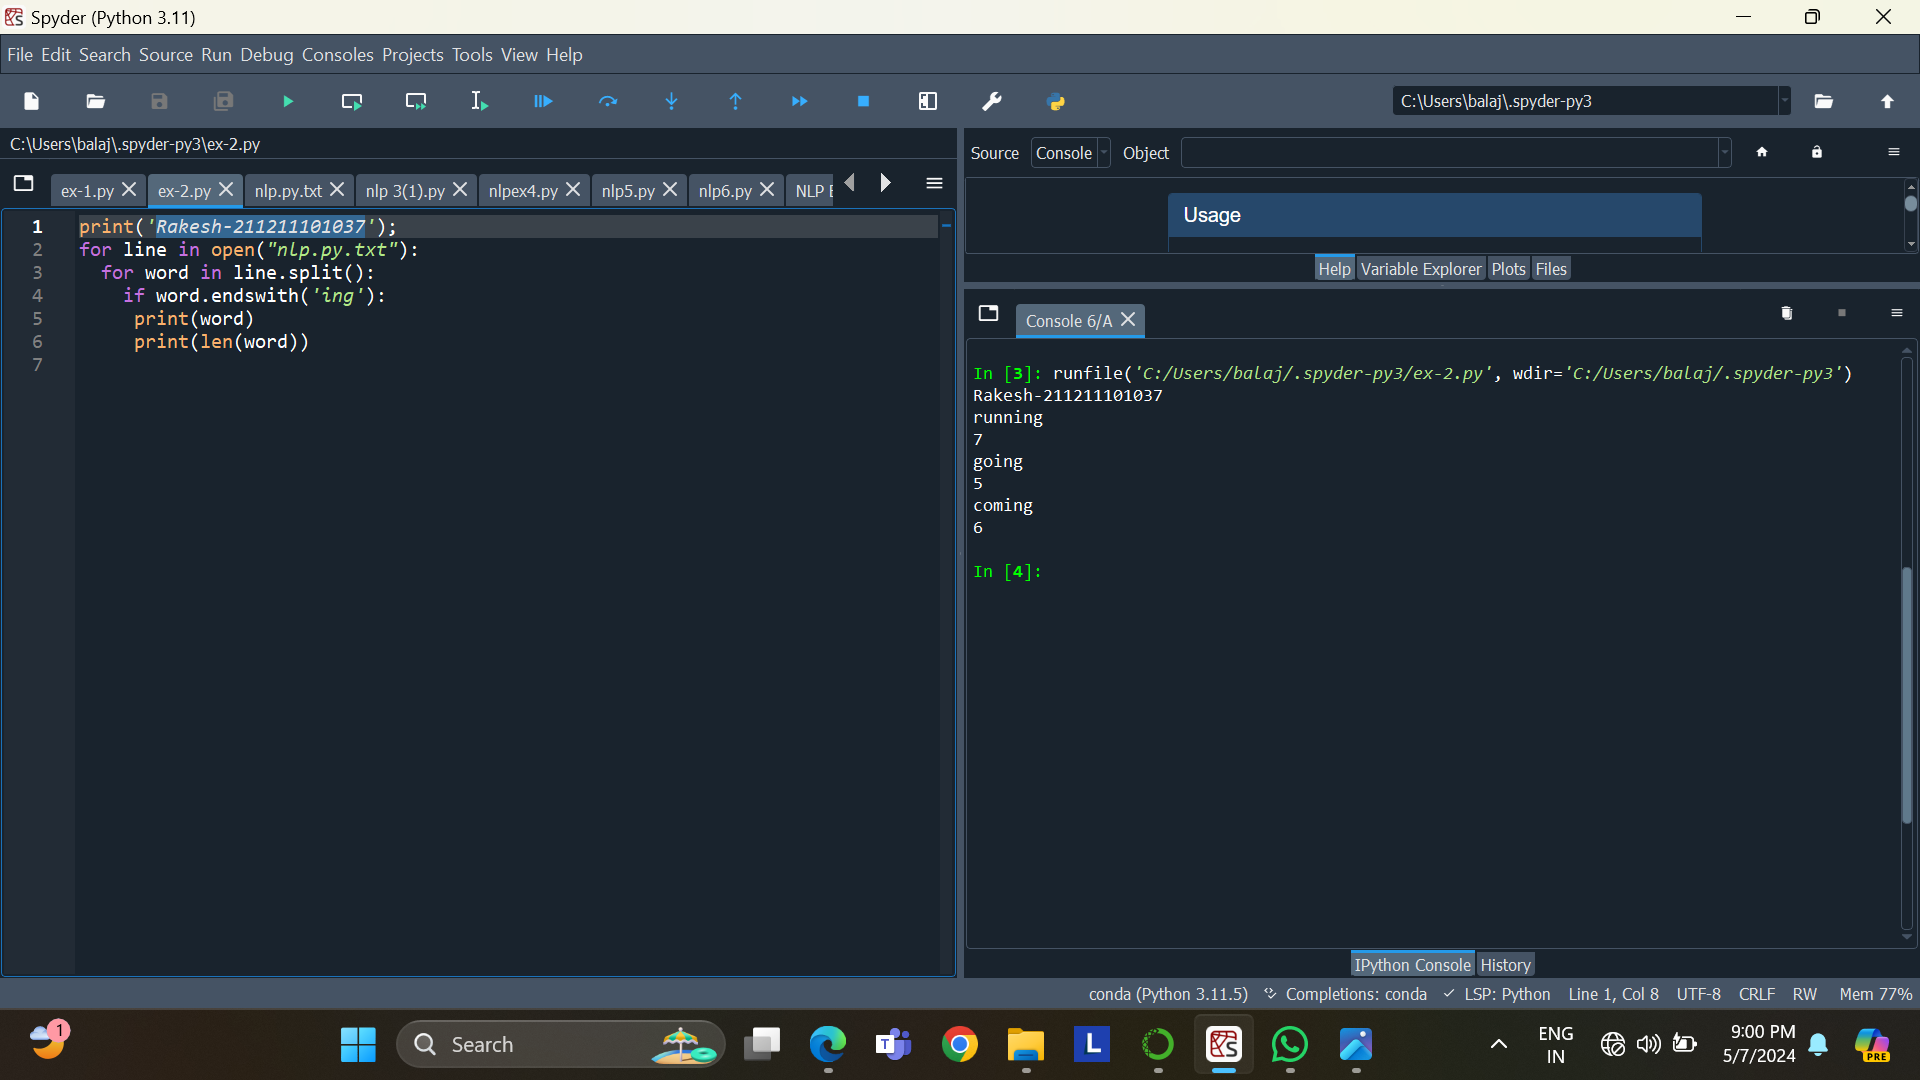 Spyder (Python 3.11)
File Edit Search Source Run Debug Consoles Projects Tools View Help
C:\Users\balaj\.spyder-py3
C:\Users\balaj\.spyder-py3\ex-2.py
ex-1.py ex-2.py nlp.py.txt nlp 3(1).py nlpex4.py nlp5.py nlp6.py NLP
1 print('Rakesh-211211101037');
2 for line in open("nlp.py.txt"):
3 for word in line.split():
4 if word.endswith('ing'):
5 print(word)
6 print(len(word))
7
Source Console Object
Usage
Help Variable Explorer Plots Files
Console 6/A
In [3]: runfile('C:/Users/balaj/.spyder-py3/ex-2.py', wdir='C:/Users/balaj/.spyder-py3')
Rakesh-211211101037
running
7
going
5
coming
6
In [4]:
IPython Console History
conda (Python 3.11.5) Completions: conda LSP: Python Line 1, Col 8 UTF-8 CRLF RW Mem 77%
1
Search
T
L
ENG
IN
9:00 PM
5/7/2024
PRE